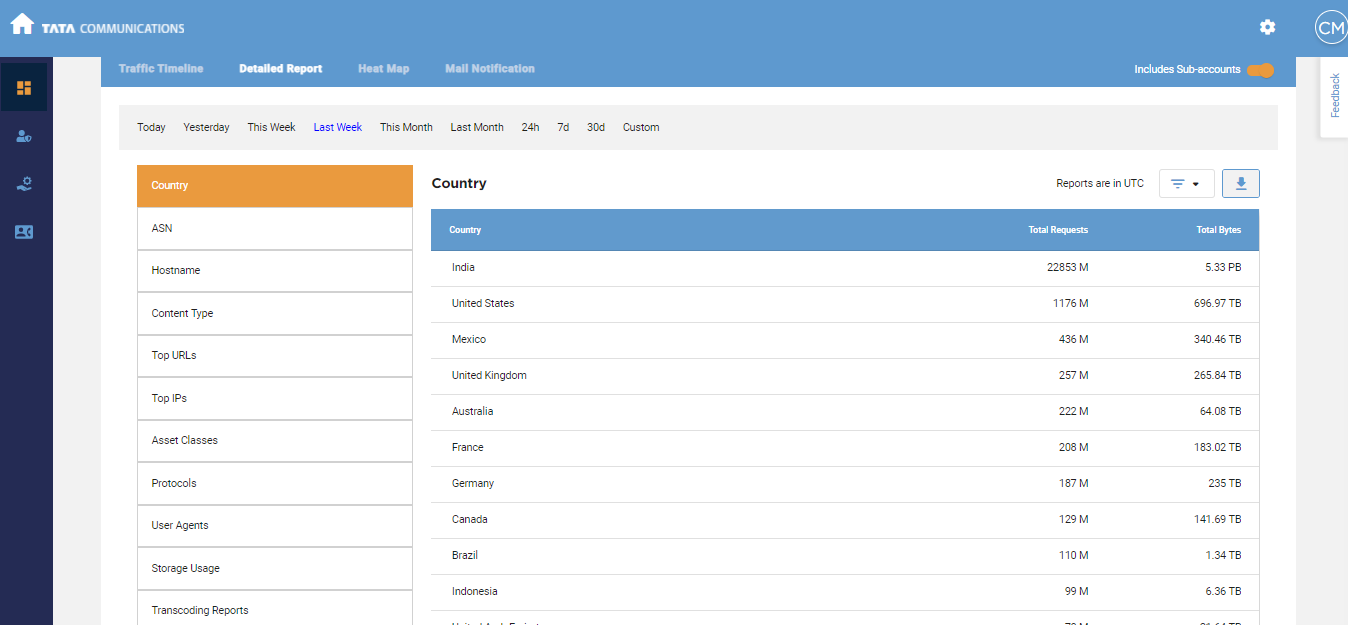 TATA COMMUNICATIONS
CM
Traffic Timeline Detailed Report Heat Map Mail Notification Includes Sub-accounts
Feedback
Today Yesterday This Week Last Week This Month Last Month 24h 7d 30d Custom
Country
ASN
Hostname
Content Type
Top URLs
Top IPs
Asset Classes
Protocols
User Agents
Storage Usage
Transcoding Reports
Country Reports are in UTC
Country Total Requests Total Bytes
India 22853 M 5.33 PB
United States 1176 M 696.97 TB
Mexico 436 M 340.46 TB
United Kingdom 257 M 265.84 TB
Australia 222 M 64.08 TB
France 208 M 183.02 TB
Germany 187 M 235 TB
Canada 129 M 141.69 TB
Brazil 110 M 1.34 TB
Indonesia 99 M 6.36 TB